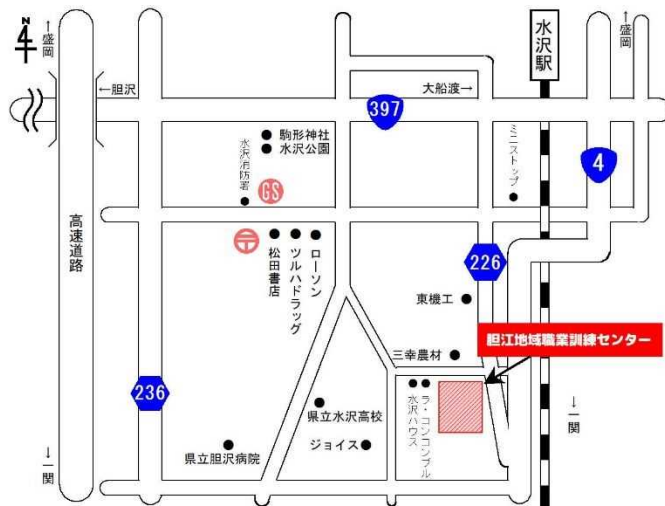 N
↑盛岡
水沢駅
↑盛岡
←胆沢
大船渡→
397
駒形神社
水沢公園
水沢消防署
GS
ミニストップ
4
高速道路
〒
松田書店
ツルハドラッグ
ローソン
226
東機工
胆江地域職業訓練センター
三幸農材
236
水沢ハウス
ラ・コンコンブル
県立水沢高校
県立胆沢病院
ジョイス
↓一関
↓一関